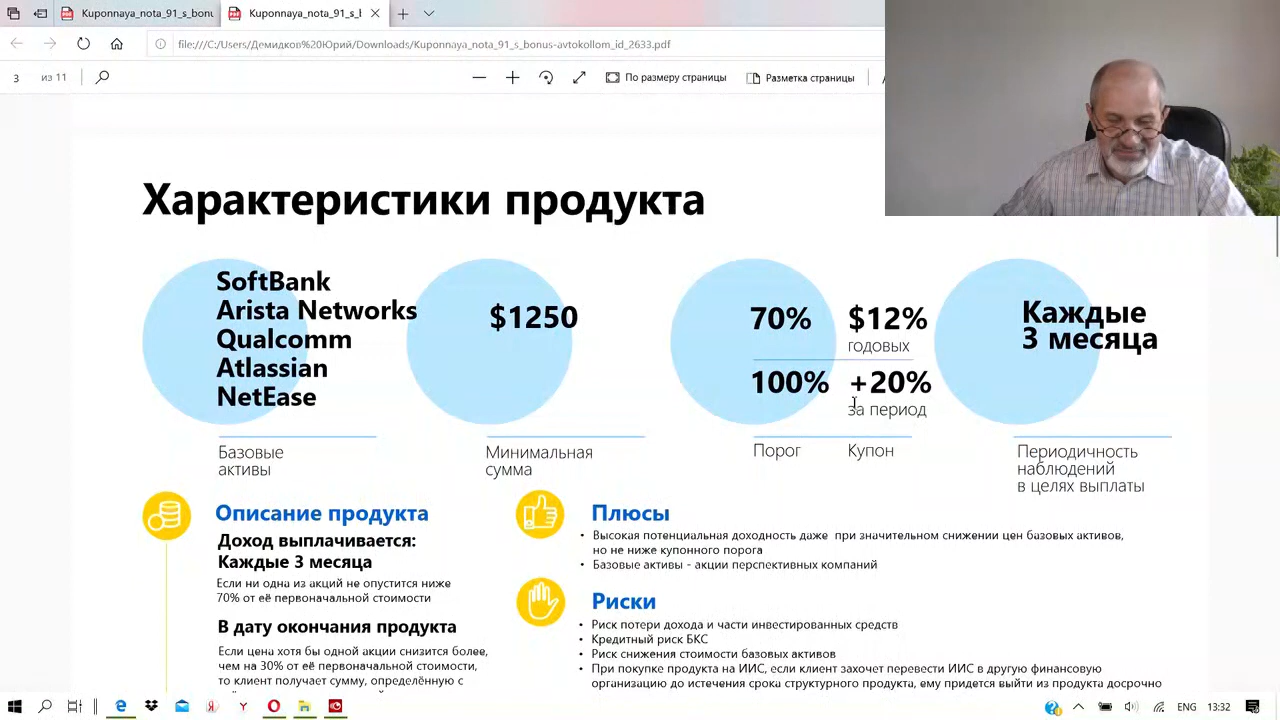 Kuponnaya_nota_91_s_bonu
Kuponnaya_nota_91_s_b
file:///C:/Users/Демидков%20Юрий/Downloads/Kuponnaya_nota_91_s_bonus-avtokollom_id_2633.pdf
3 из 11
По размеру страницы
Разметка страницы
Характеристики продукта
SoftBank
Arista Networks
Qualcomm
Atlassian
NetEase
Базовые
активы
$1250
Минимальная
сумма
70% $12%
годовых
100% +20%
за период
Порог Купон
Каждые
3 месяца
Периодичность
наблюдений
в целях выплаты
Описание продукта
Доход выплачивается:
Каждые 3 месяца
Если ни одна из акций не опустится ниже
70% от её первоначальной стоимости
В дату окончания продукта
Если цена хотя бы одной акции снизится более,
чем на 30% от её первоначальной стоимости,
то клиент получает сумму, определённую с
Плюсы
• Высокая потенциальная доходность даже при значительном снижении цен базовых активов,
но не ниже купонного порога
• Базовые активы - акции перспективных компаний
Риски
• Риск потери дохода и части инвестированных средств
• Кредитный риск БКС
• Риск снижения стоимости базовых активов
• При покупке продукта на ИИС, если клиент захочет перевести ИИС в другую финансовую
организацию до истечения срока структурного продукта, ему придется выйти из продукта досрочно
ENG 13:32